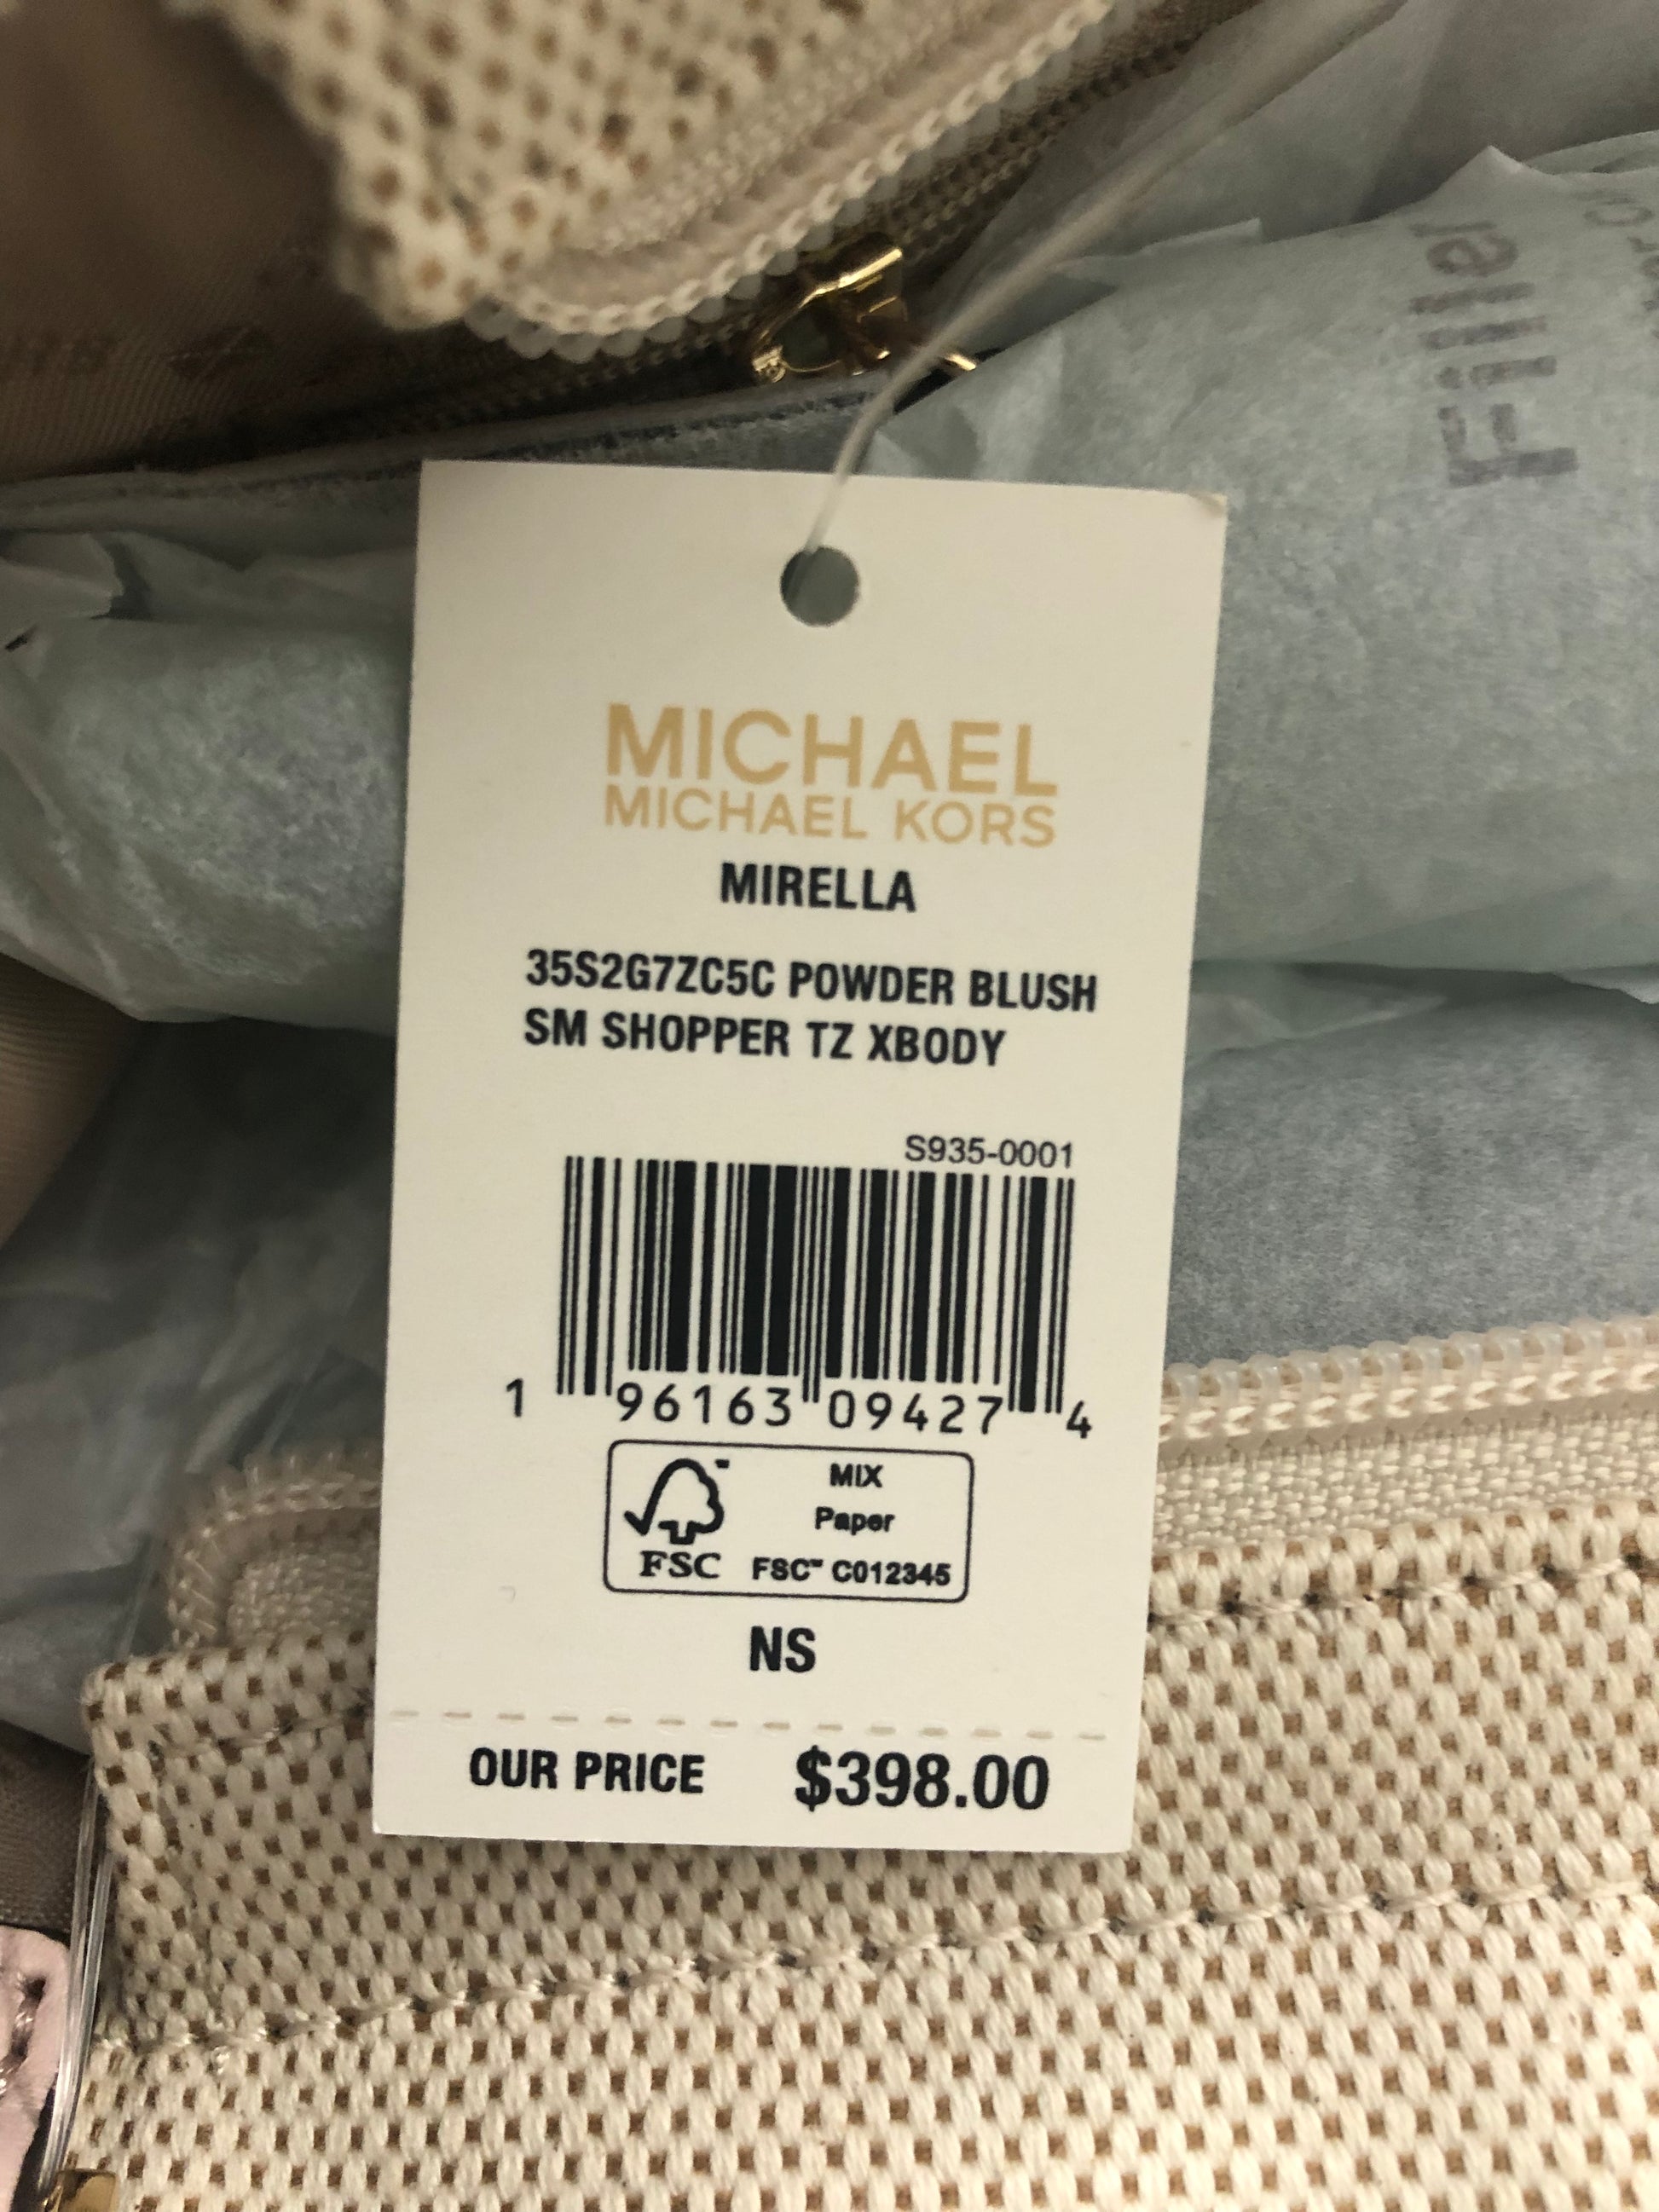 Filler
MICHAEL
MICHAEL KORS
MIRELLA
35S2G7ZC5C POWDER BLUSH
SM SHOPPER TZ XBODY
S935-0001
1 96163 09427 4
MIX
Paper
FSC FSC™ C012345
NS
OUR PRICE $398.00